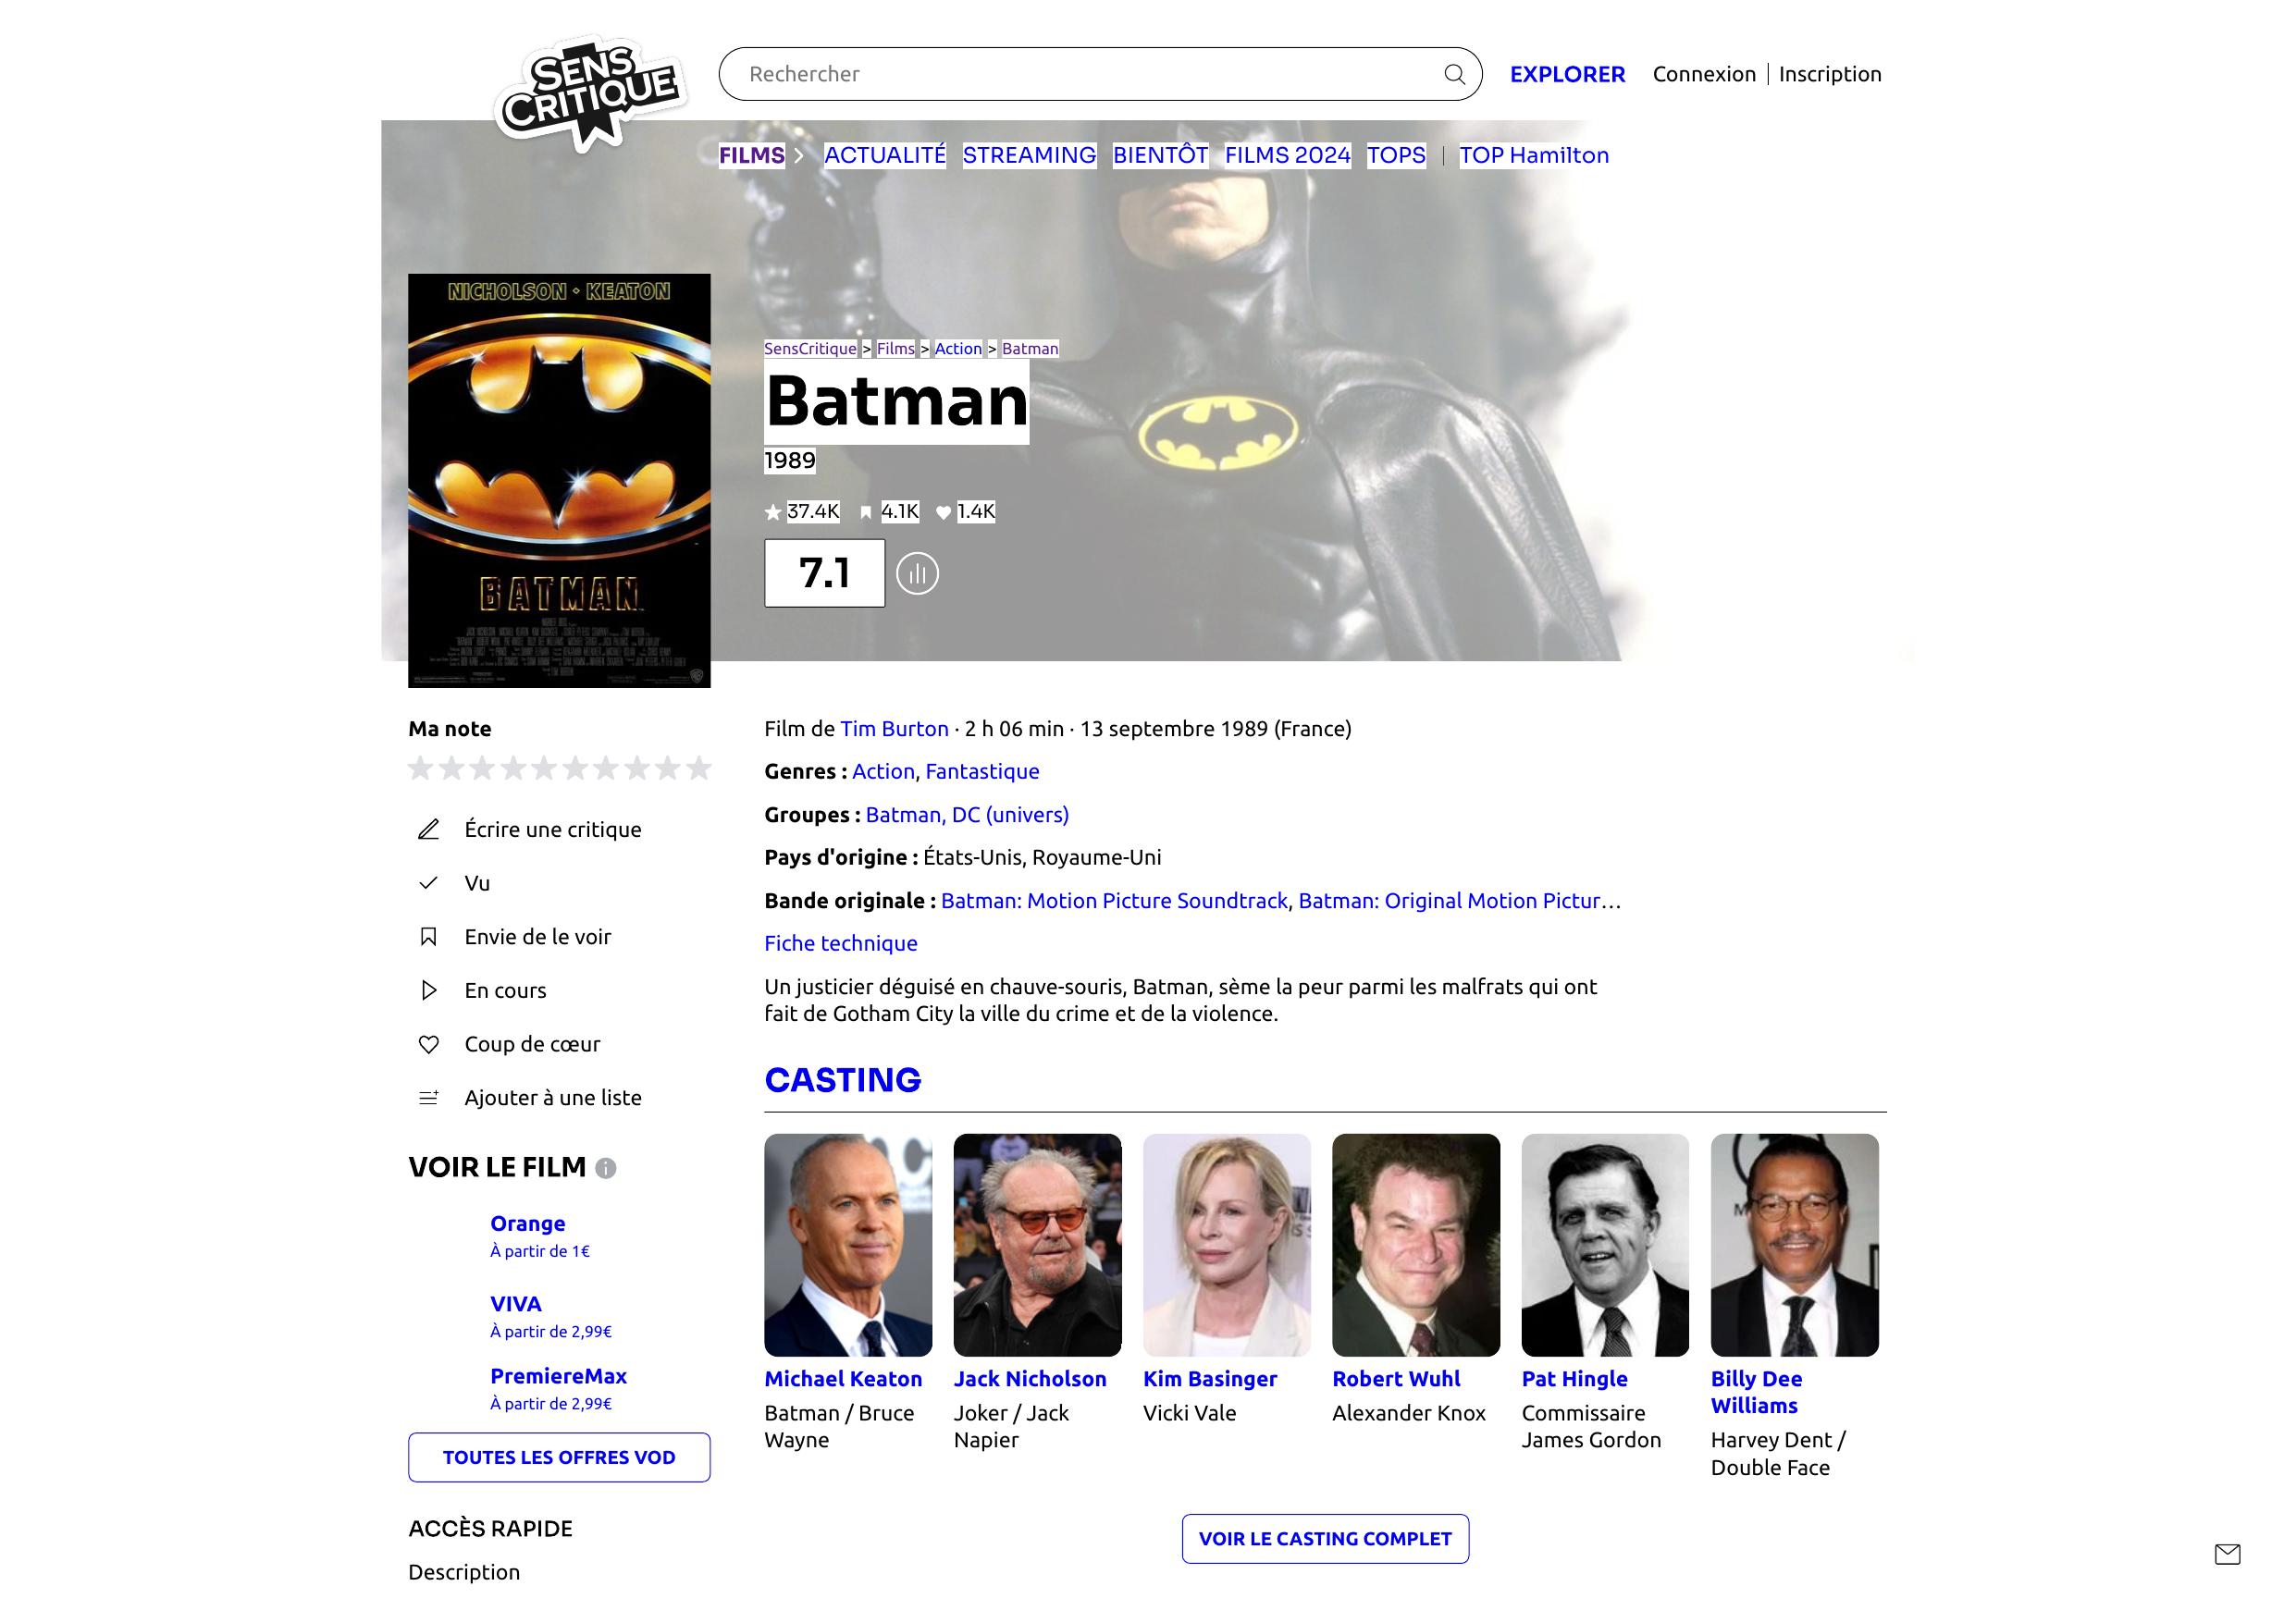 SENS CRITIQUE
Rechercher
EXPLORER
Connexion | Inscription
FILMS > ACTUALITÉ STREAMING BIENTÔT FILMS 2024 TOPS | TOP Hamilton
NICHOLSON • KEATON
BATMAN
SensCritique > Films > Action > Batman
Batman
1989
37.4K 4.1K 1.4K
7.1
Ma note
Écrire une critique
Vu
Envie de le voir
En cours
Coup de cœur
Ajouter à une liste
VOIR LE FILM
Orange
À partir de 1€
VIVA
À partir de 2,99€
PremiereMax
À partir de 2,99€
TOUTES LES OFFRES VOD
ACCÈS RAPIDE
Description
Film de Tim Burton · 2 h 06 min · 13 septembre 1989 (France)
Genres : Action, Fantastique
Groupes : Batman, DC (univers)
Pays d'origine : États-Unis, Royaume-Uni
Bande originale : Batman: Motion Picture Soundtrack, Batman: Original Motion Pictur…
Fiche technique
Un justicier déguisé en chauve-souris, Batman, sème la peur parmi les malfrats qui ont
fait de Gotham City la ville du crime et de la violence.
CASTING
Michael Keaton
Batman / Bruce
Wayne
Jack Nicholson
Joker / Jack
Napier
Kim Basinger
Vicki Vale
Robert Wuhl
Alexander Knox
Pat Hingle
Commissaire
James Gordon
Billy Dee
Williams
Harvey Dent /
Double Face
VOIR LE CASTING COMPLET